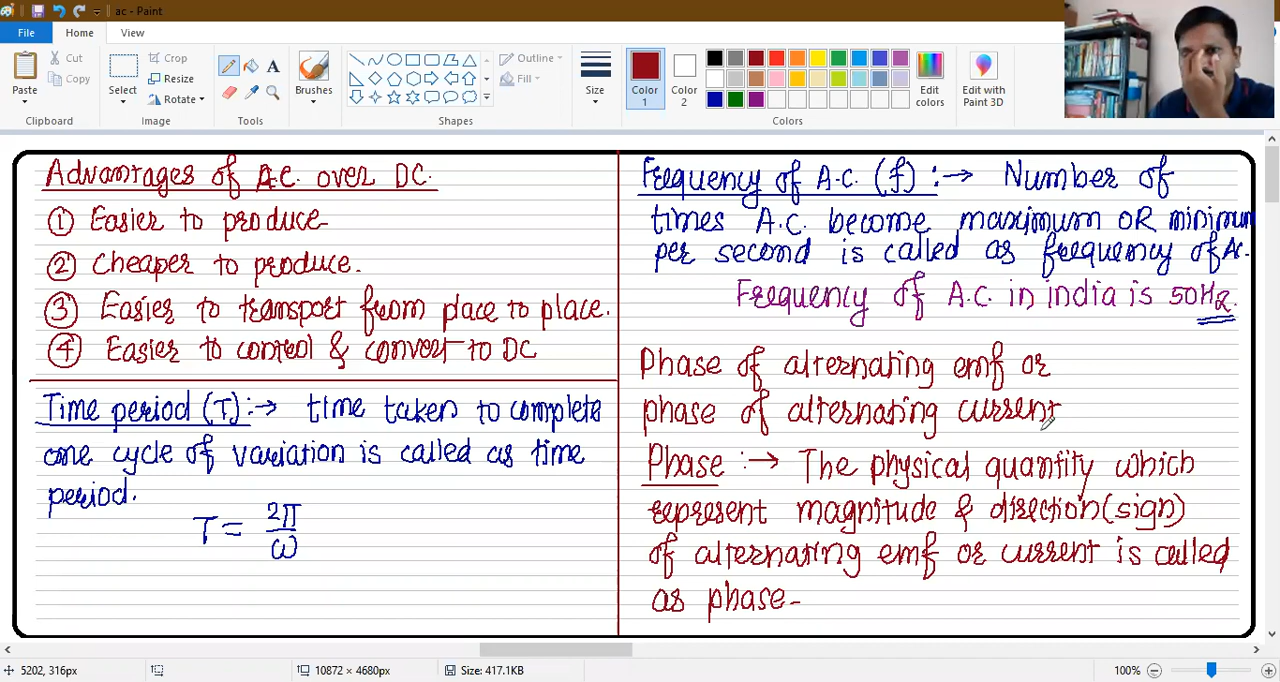 ac - Paint
File
Home
View
Paste
Cut
Copy
Clipboard
Select
Crop
Resize
Rotate
Image
Tools
Brushes
Shapes
Outline
Fill
Size
Color 1
Color 2
Edit colors
Edit with Paint 3D
Colors
Advantages of A.C. over DC.
① Easier to produce
② Cheaper to produce.
③ Easier to transport from place to place.
④ Easier to control & convert to DC
Time period (T) :→ time taken to complete
one cycle of variation is called as time
period.
T = 2π/ω
Frequency of A.C. (f) :→ Number of
times A.C. become maximum OR minimum
per second is called as frequency of AC.
Frequency of A.C. in india is 50Hz.
Phase of alternating emf or
phase of alternating current
Phase :→ The physical quantity which
represent magnitude & direction (sign)
of alternating emf or current is called
as phase-
5202, 316px
10872 × 4680px
Size: 417.1KB
100%